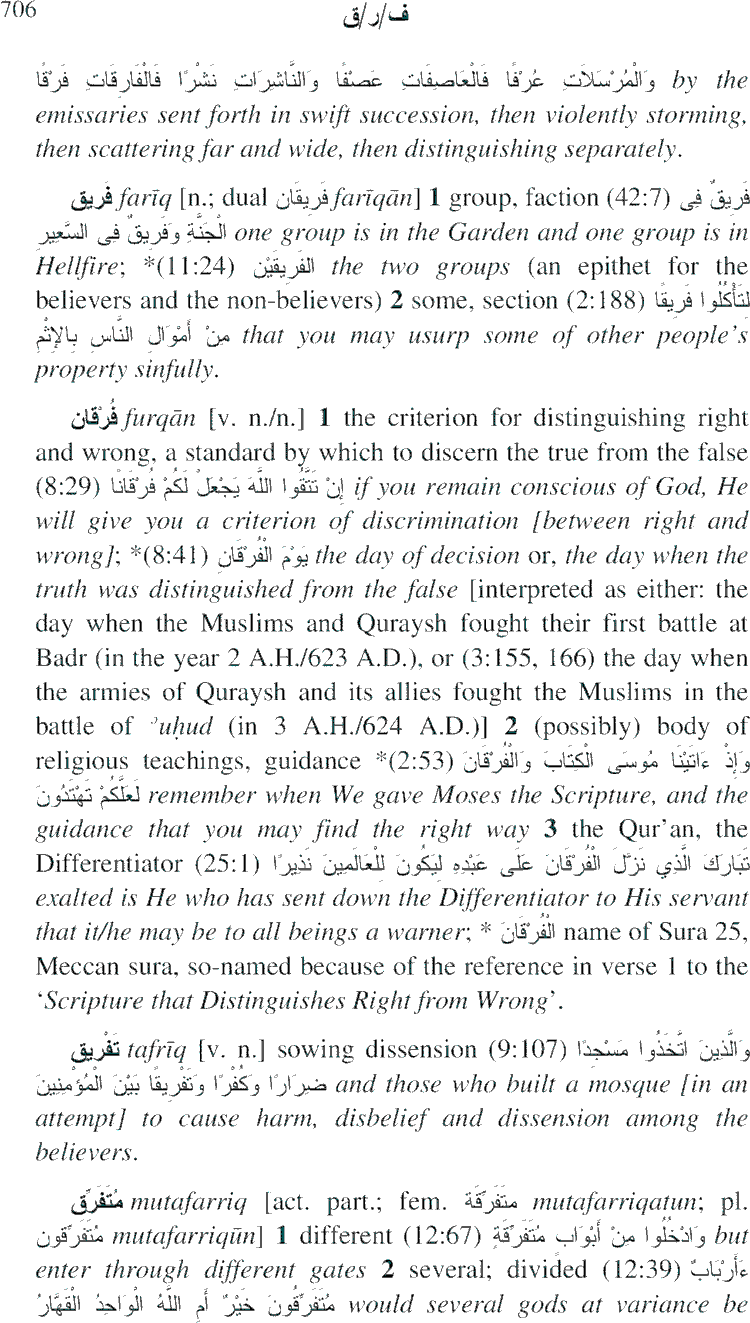 706
ف/ر/ق
وَالْمُرْسَلَاتِ عُرْفًا فَالْعَاصِفَاتِ عَصْفًا وَالنَّاشِرَاتِ نَشْرًا فَالْفَارِقَاتِ فَرْقًا by the
emissaries sent forth in swift succession, then violently storming,
then scattering far and wide, then distinguishing separately.
فَرِيق farīq [n.; dual فَرِيقَان farīqān] 1 group, faction (42:7) فَرِيقٌ فِى
الْجَنَّةِ وَفَرِيقٌ فِى السَّعِيرِ one group is in the Garden and one group is in
Hellfire; *(11:24) الفَرِيقَيْنِ the two groups (an epithet for the
believers and the non-believers) 2 some, section (2:188) لِتَأْكُلُوا فَرِيقًا
مِنْ أَمْوَالِ النَّاسِ بِالإِثْمِ that you may usurp some of other people’s
property sinfully.
فُرْقَان furqān [v. n./n.] 1 the criterion for distinguishing right
and wrong, a standard by which to discern the true from the false
(8:29) إِنْ تَتَّقُوا اللَّهَ يَجْعَلْ لَكُمْ فُرْقَانًا if you remain conscious of God, He
will give you a criterion of discrimination [between right and
wrong]; *(8:41) يَوْمَ الْفُرْقَانِ the day of decision or, the day when the
truth was distinguished from the false [interpreted as either: the
day when the Muslims and Quraysh fought their first battle at
Badr (in the year 2 A.H./623 A.D.), or (3:155, 166) the day when
the armies of Quraysh and its allies fought the Muslims in the
battle of ʾuḥud (in 3 A.H./624 A.D.)] 2 (possibly) body of
religious teachings, guidance *(2:53) وَإِذْ ءَاتَيْنَا مُوسَى الْكِتَابَ وَالْفُرْقَانَ
لَعَلَّكُمْ تَهْتَدُونَ remember when We gave Moses the Scripture, and the
guidance that you may find the right way 3 the Qur’an, the
Differentiator (25:1) تَبَارَكَ الَّذِي نَزَّلَ الْفُرْقَانَ عَلَى عَبْدِهِ لِيَكُونَ لِلْعَالَمِينَ نَذِيرًا
exalted is He who has sent down the Differentiator to His servant
that it/he may be to all beings a warner; * الْفُرْقَانَ name of Sura 25,
Meccan sura, so-named because of the reference in verse 1 to the
‘Scripture that Distinguishes Right from Wrong’.
تَفْرِيق tafrīq [v. n.] sowing dissension (9:107) وَالَّذِينَ اتَّخَذُوا مَسْجِدًا
ضِرَارًا وَكُفْرًا وَتَفْرِيقًا بَيْنَ الْمُؤْمِنِينَ and those who built a mosque [in an
attempt] to cause harm, disbelief and dissension among the
believers.
مُتَفَرِّق mutafarriq [act. part.; fem. متَفَرِّقَة mutafarriqatun; pl.
مُتَفَرِّقون mutafarriqūn] 1 different (12:67) وَادْخُلُوا مِنْ أَبْوَابٍ مُتَفَرِّقَةٍ but
enter through different gates 2 several; divided (12:39) ءَأَرْبَابٌ
مُتَفَرِّقُونَ خَيْرٌ أَمِ اللَّهُ الْوَاحِدُ الْقَهَّارُ would several gods at variance be